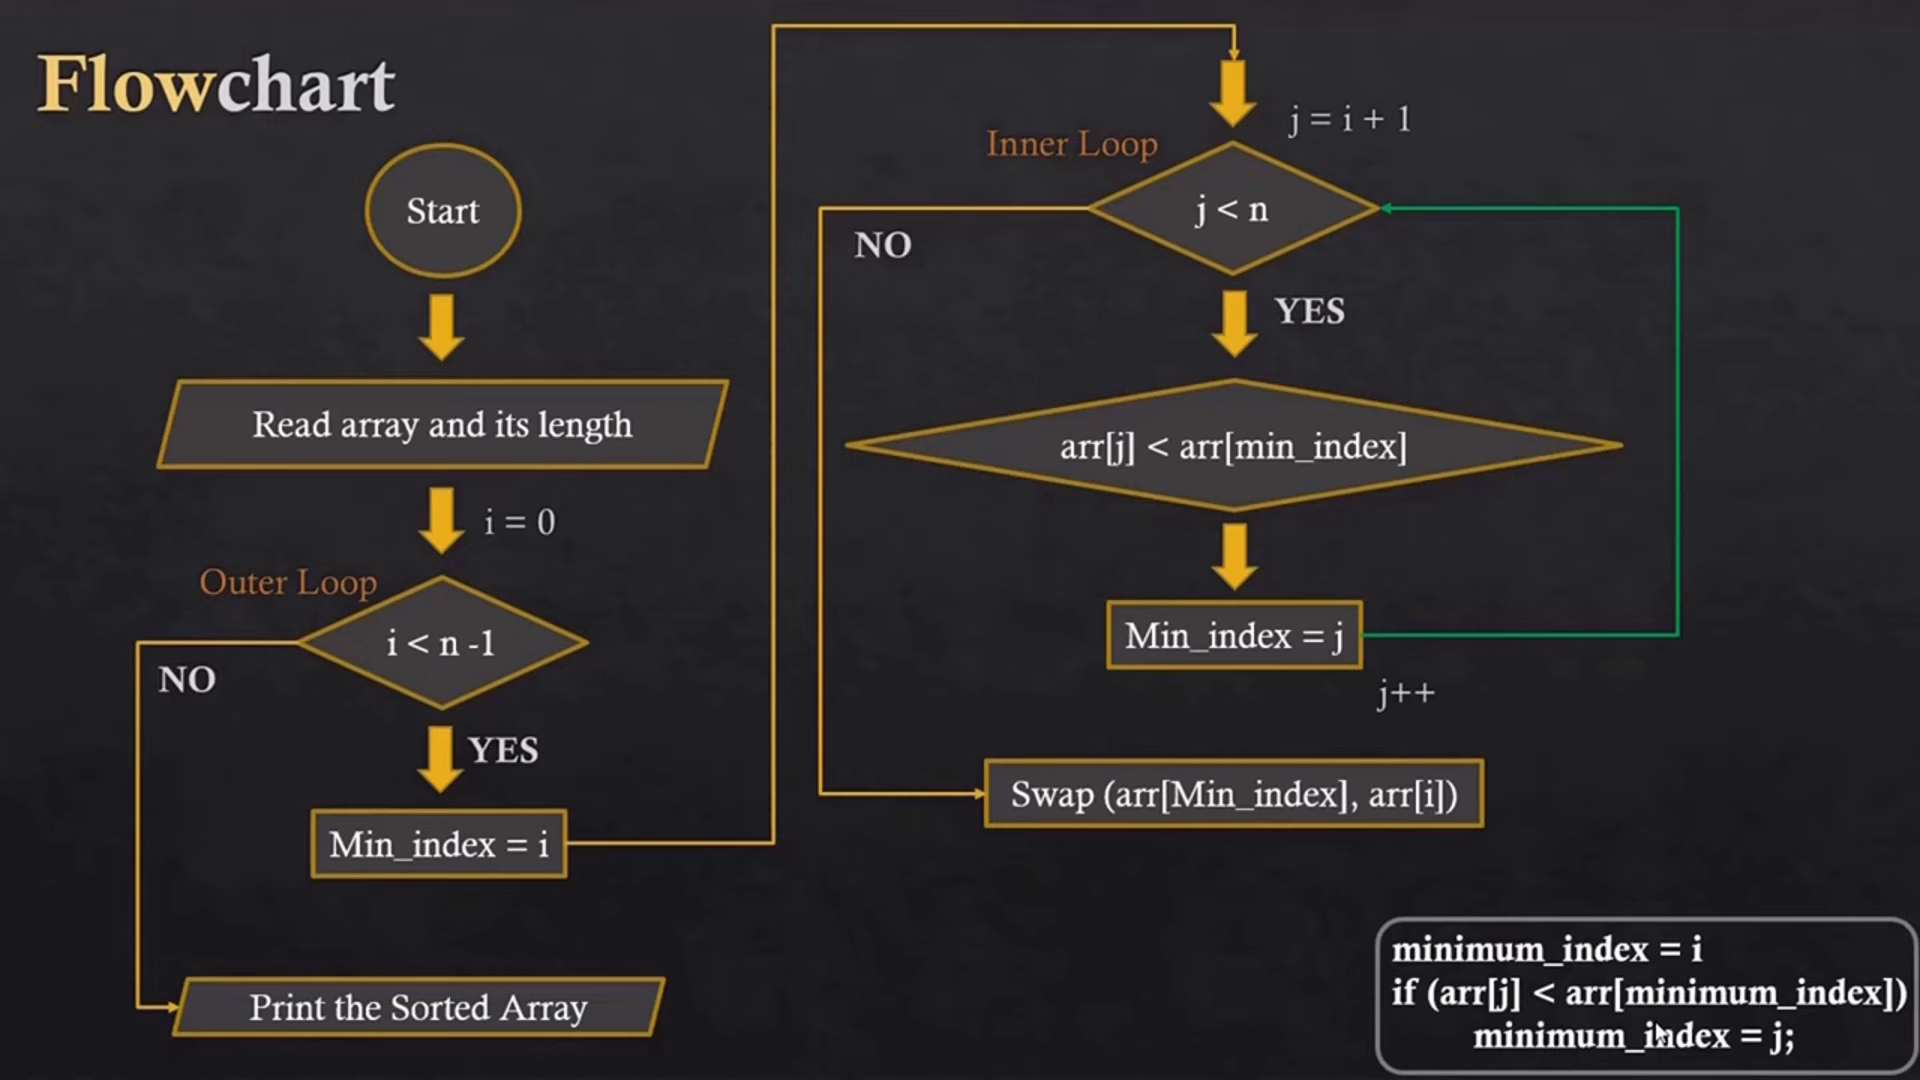 Flowchart
Start
Read array and its length
i = 0
Outer Loop
i < n -1
NO
YES
Min_index = i
Print the Sorted Array
j = i + 1
Inner Loop
j < n
NO
YES
arr[j] < arr[min_index]
Min_index = j
j++
Swap (arr[Min_index], arr[i])
minimum_index = i
if (arr[j] < arr[minimum_index])
minimum_index = j;